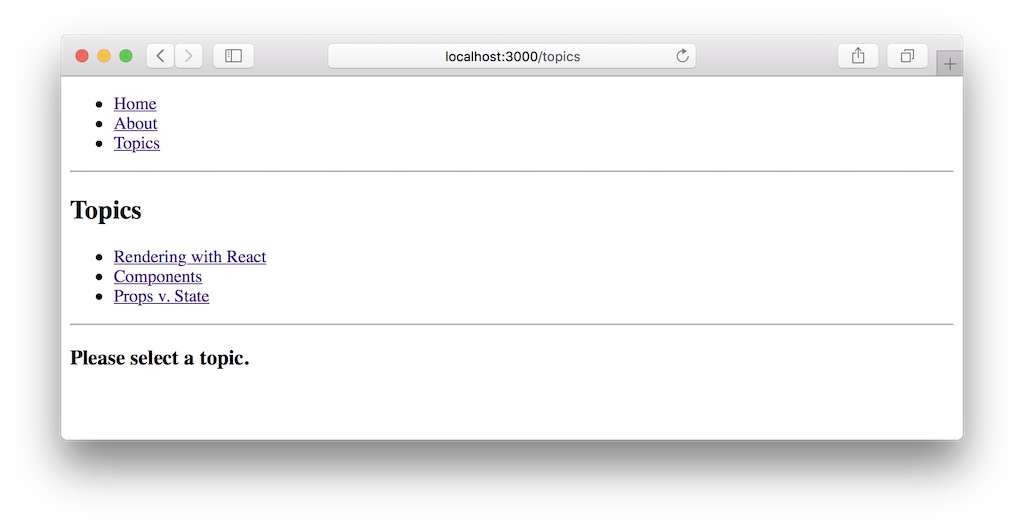 localhost:3000/topics
Home
About
Topics
Topics
Rendering with React
Components
Props v. State
Please select a topic.